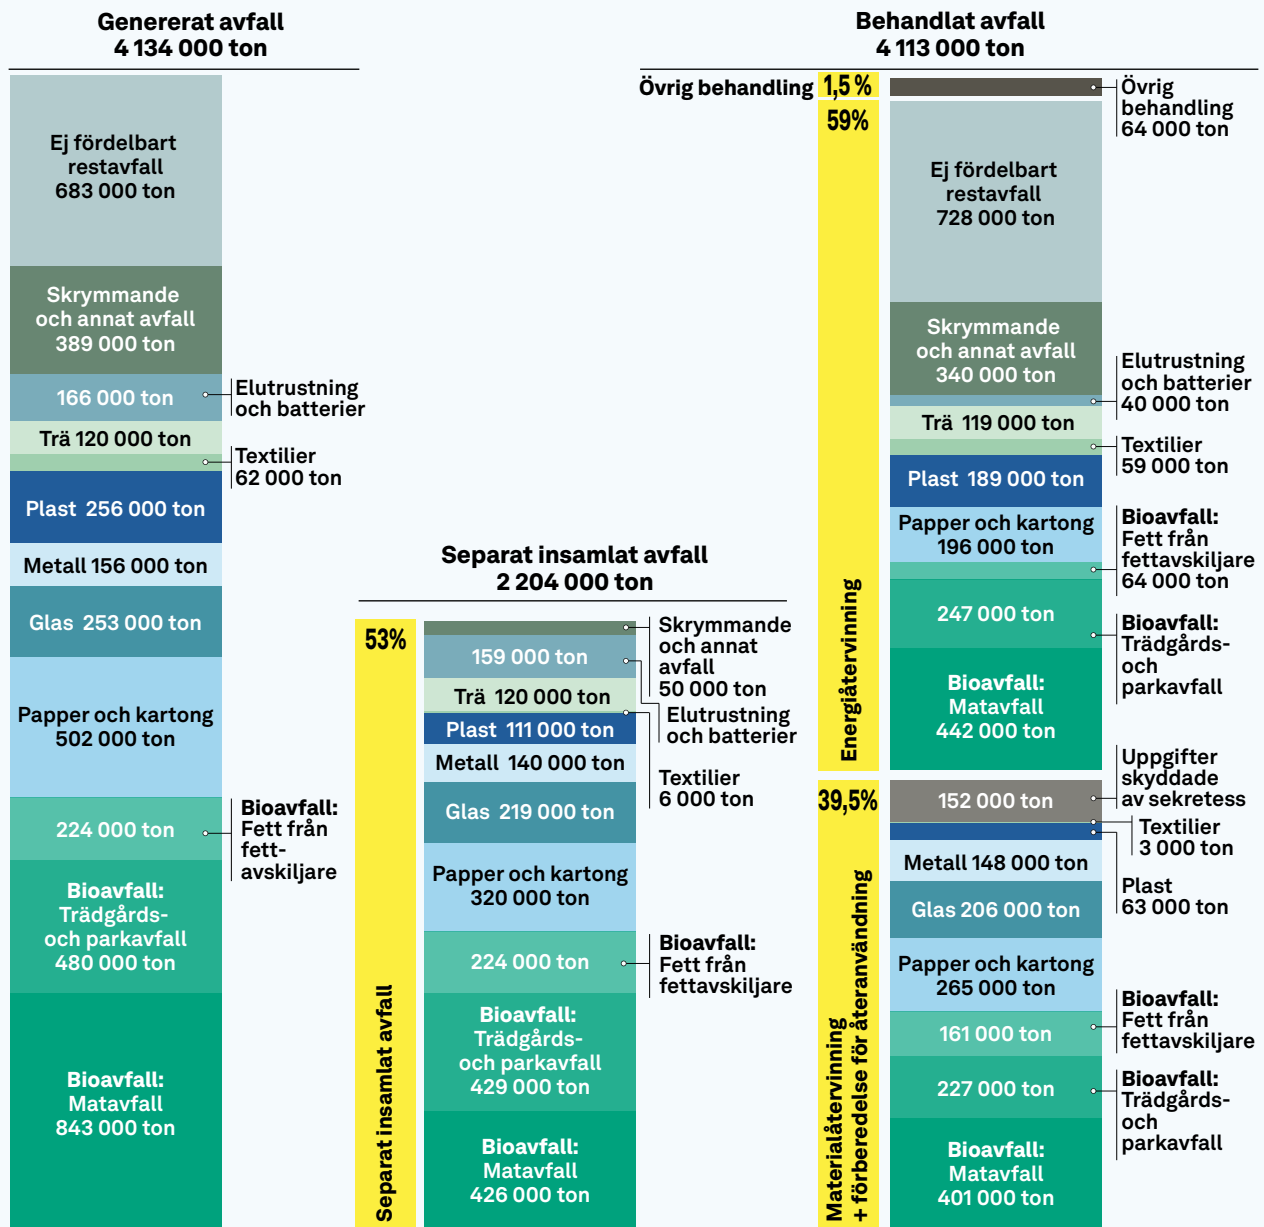 Genererat avfall
4 134 000 ton
Ej fördelbart
restavfall
683 000 ton
Skrymmande
och annat avfall
389 000 ton
166 000 ton
Elutrustning
och batterier
Trä 120 000 ton
Textilier
62 000 ton
Plast 256 000 ton
Metall 156 000 ton
Glas 253 000 ton
Papper och kartong
502 000 ton
224 000 ton
Bioavfall:
Fett från
fett-
avskiljare
Bioavfall:
Trädgårds-
och parkavfall
480 000 ton
Bioavfall:
Matavfall
843 000 ton
Separat insamlat avfall
2 204 000 ton
53%
Separat insamlat avfall
Skrymmande
och annat
avfall
50 000 ton
159 000 ton
Elutrustning
och batterier
Trä 120 000 ton
Textilier
6 000 ton
Plast 111 000 ton
Metall 140 000 ton
Glas 219 000 ton
Papper och kartong
320 000 ton
224 000 ton
Bioavfall:
Fett från
fettavskiljare
Bioavfall:
Trädgårds-
och parkavfall
429 000 ton
Bioavfall:
Matavfall
426 000 ton
Behandlat avfall
4 113 000 ton
Övrig behandling
1,5 %
Övrig
behandling
64 000 ton
59%
Energiåtervinning
Ej fördelbart
restavfall
728 000 ton
Skrymmande
och annat avfall
340 000 ton
Elutrustning
och batterier
40 000 ton
Trä 119 000 ton
Textilier
59 000 ton
Plast 189 000 ton
Papper och kartong
196 000 ton
Bioavfall:
Fett från
fettavskiljare
64 000 ton
247 000 ton
Bioavfall:
Trädgårds-
och
parkavfall
Bioavfall:
Matavfall
442 000 ton
39,5%
Materialåtervinning
+ förberedelse för återanvändning
152 000 ton
Uppgifter
skyddade
av sekretess
Textilier
3 000 ton
Plast
63 000 ton
Metall 148 000 ton
Glas 206 000 ton
Papper och kartong
265 000 ton
161 000 ton
Bioavfall:
Fett från
fettavskiljare
227 000 ton
Bioavfall:
Trädgårds-
och
parkavfall
Bioavfall:
Matavfall
401 000 ton